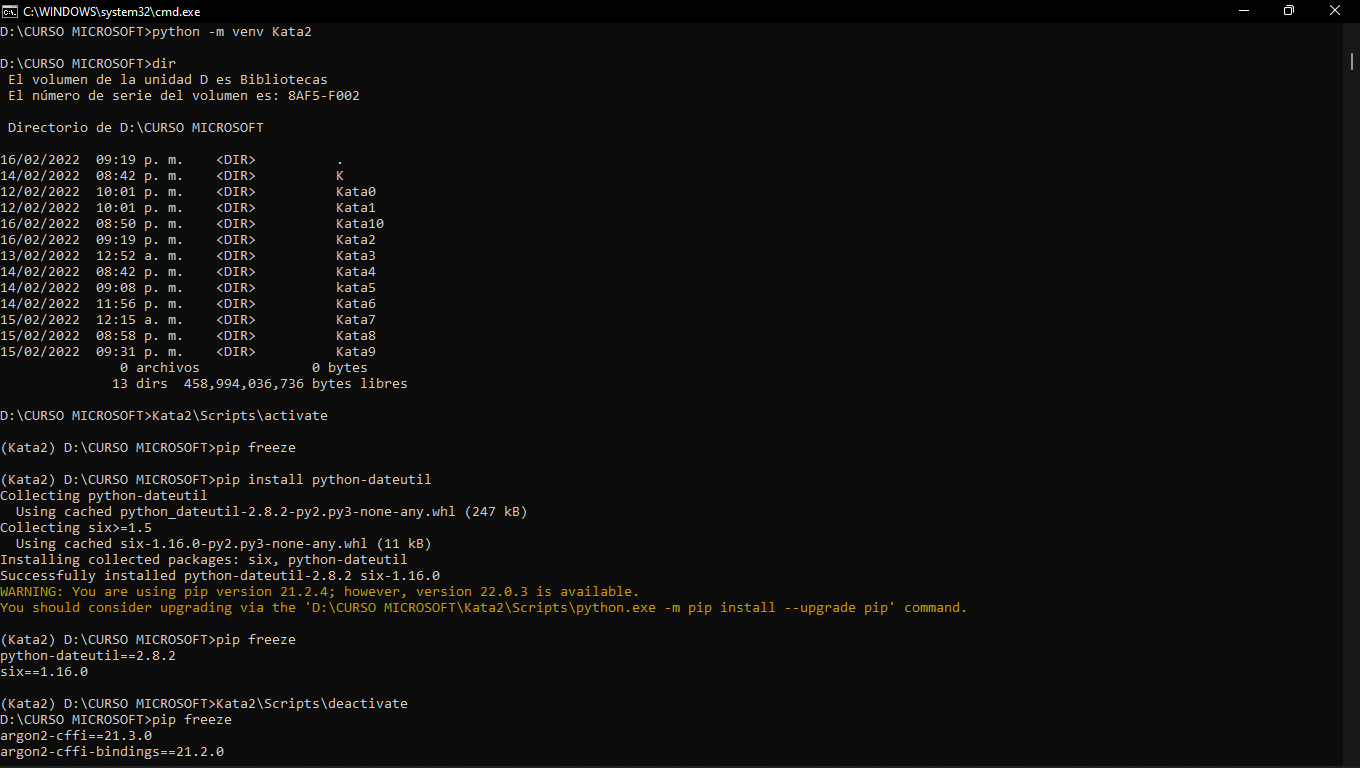 C:\WINDOWS\system32\cmd.exe
D:\CURSO MICROSOFT>python -m venv Kata2
D:\CURSO MICROSOFT>dir
El volumen de la unidad D es Bibliotecas
El número de serie del volumen es: 8AF5-F002
Directorio de D:\CURSO MICROSOFT
16/02/2022  09:19 p. m.    <DIR>          .
14/02/2022  08:42 p. m.    <DIR>          K
12/02/2022  10:01 p. m.    <DIR>          Kata0
12/02/2022  10:01 p. m.    <DIR>          Kata1
16/02/2022  08:50 p. m.    <DIR>          Kata10
16/02/2022  09:19 p. m.    <DIR>          Kata2
13/02/2022  12:52 a. m.    <DIR>          Kata3
14/02/2022  08:42 p. m.    <DIR>          Kata4
14/02/2022  09:08 p. m.    <DIR>          kata5
14/02/2022  11:56 p. m.    <DIR>          Kata6
15/02/2022  12:15 a. m.    <DIR>          Kata7
15/02/2022  08:58 p. m.    <DIR>          Kata8
15/02/2022  09:31 p. m.    <DIR>          Kata9
0 archivos              0 bytes
13 dirs  458,994,036,736 bytes libres
D:\CURSO MICROSOFT>Kata2\Scripts\activate
(Kata2) D:\CURSO MICROSOFT>pip freeze
(Kata2) D:\CURSO MICROSOFT>pip install python-dateutil
Collecting python-dateutil
Using cached python_dateutil-2.8.2-py2.py3-none-any.whl (247 kB)
Collecting six>=1.5
Using cached six-1.16.0-py2.py3-none-any.whl (11 kB)
Installing collected packages: six, python-dateutil
Successfully installed python-dateutil-2.8.2 six-1.16.0
WARNING: You are using pip version 21.2.4; however, version 22.0.3 is available.
You should consider upgrading via the 'D:\CURSO MICROSOFT\Kata2\Scripts\python.exe -m pip install --upgrade pip' command.
(Kata2) D:\CURSO MICROSOFT>pip freeze
python-dateutil==2.8.2
six==1.16.0
(Kata2) D:\CURSO MICROSOFT>Kata2\Scripts\deactivate
D:\CURSO MICROSOFT>pip freeze
argon2-cffi==21.3.0
argon2-cffi-bindings==21.2.0